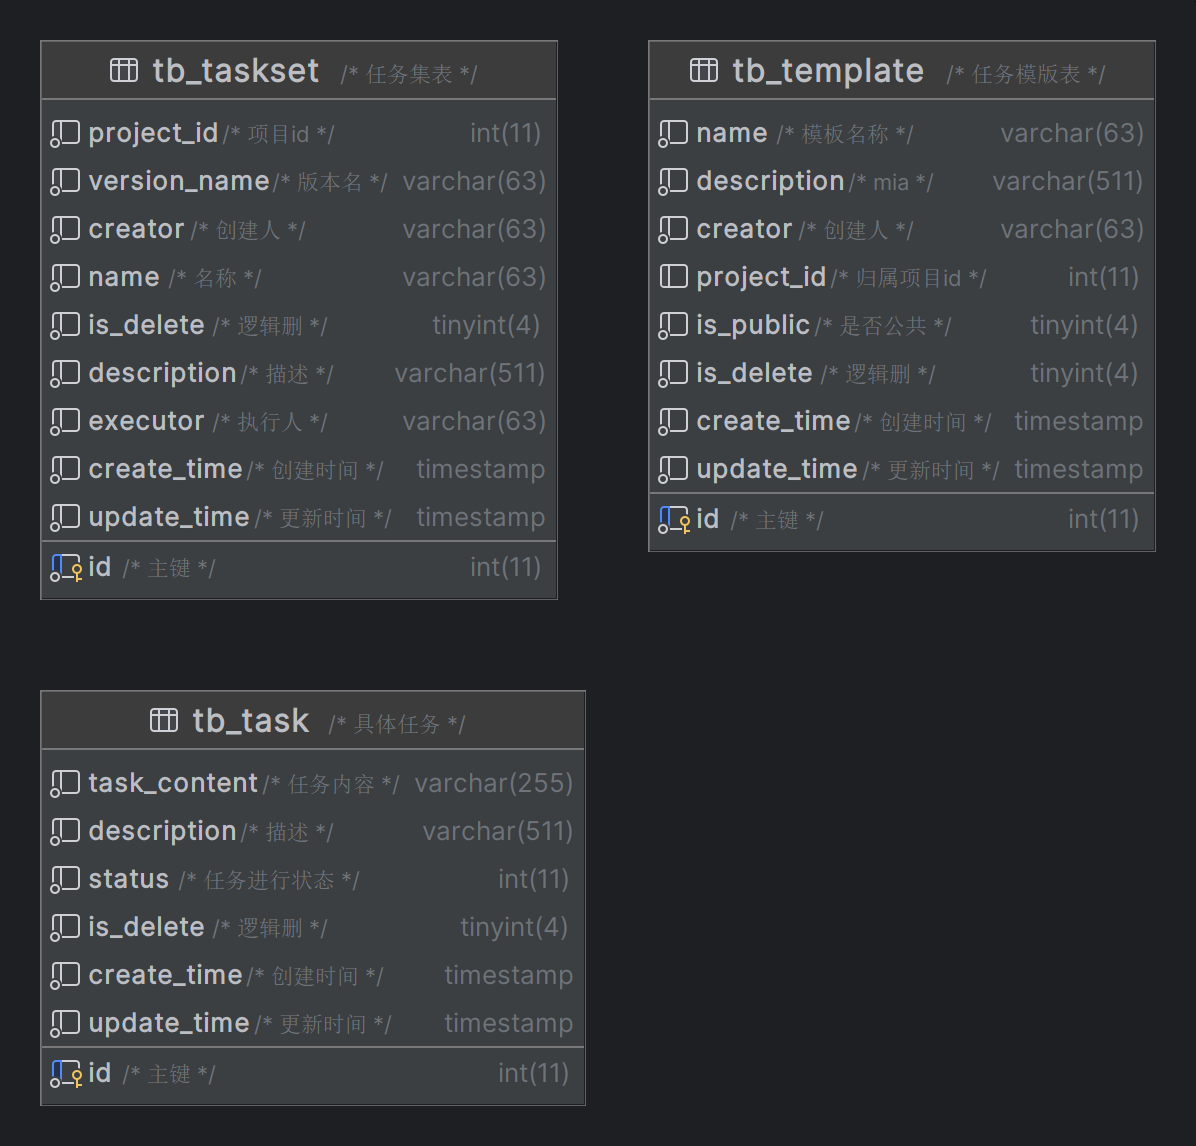 tb_taskset /* 任务集表 */
project_id /* 项目id */ int(11)
version_name /* 版本名 */ varchar(63)
creator /* 创建人 */ varchar(63)
name /* 名称 */ varchar(63)
is_delete /* 逻辑删 */ tinyint(4)
description /* 描述 */ varchar(511)
executor /* 执行人 */ varchar(63)
create_time /* 创建时间 */ timestamp
update_time /* 更新时间 */ timestamp
id /* 主键 */ int(11)
tb_template /* 任务模版表 */
name /* 模板名称 */ varchar(63)
description /* mia */ varchar(511)
creator /* 创建人 */ varchar(63)
project_id /* 归属项目id */ int(11)
is_public /* 是否公共 */ tinyint(4)
is_delete /* 逻辑删 */ tinyint(4)
create_time /* 创建时间 */ timestamp
update_time /* 更新时间 */ timestamp
id /* 主键 */ int(11)
tb_task /* 具体任务 */
task_content /* 任务内容 */ varchar(255)
description /* 描述 */ varchar(511)
status /* 任务进行状态 */ int(11)
is_delete /* 逻辑删 */ tinyint(4)
create_time /* 创建时间 */ timestamp
update_time /* 更新时间 */ timestamp
id /* 主键 */ int(11)